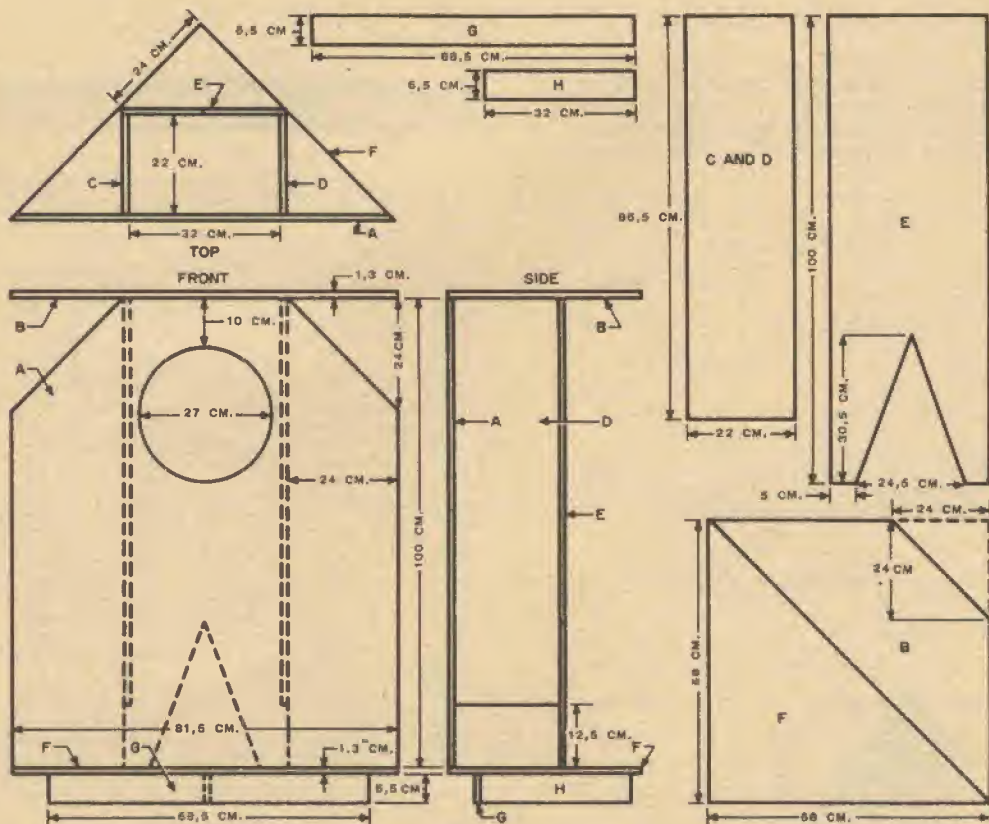 24 CM.
E
22 CM.
C
D
F
32 CM.
A
TOP
6,5 CM
G
68,5 CM.
6,5 CM.
H
32 CM.
C AND D
86,5 CM.
22 CM.
100 CM.
E
30,5 CM.
5 CM.
24,5 CM.
FRONT
1,3 CM.
B
10 CM.
A
24CM.
27 CM.
24 CM.
100 CM.
81,5 CM.
F
G
1.3 CM.
68,5 CM.
SIDE
B
A
D
E
12,5 CM.
F
6,5 CM
H
G
24 CM.
24 CM
B
58 CM.
F
58 CM.